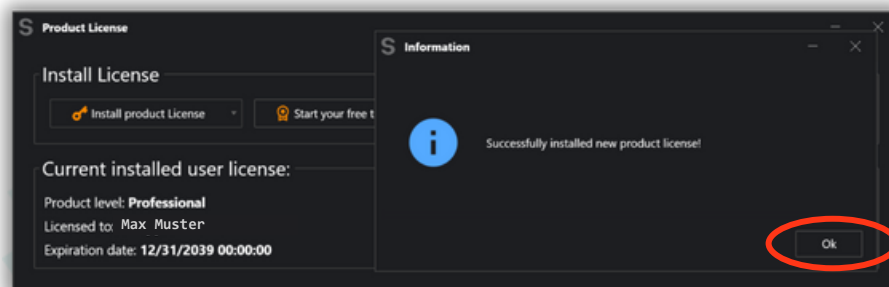 S Product License
Install License
Install product License
Start your free t
Current installed user license:
Product level: Professional
Licensed to: Max Muster
Expiration date: 12/31/2039 00:00:00
S Information
Successfully installed new product license!
Ok